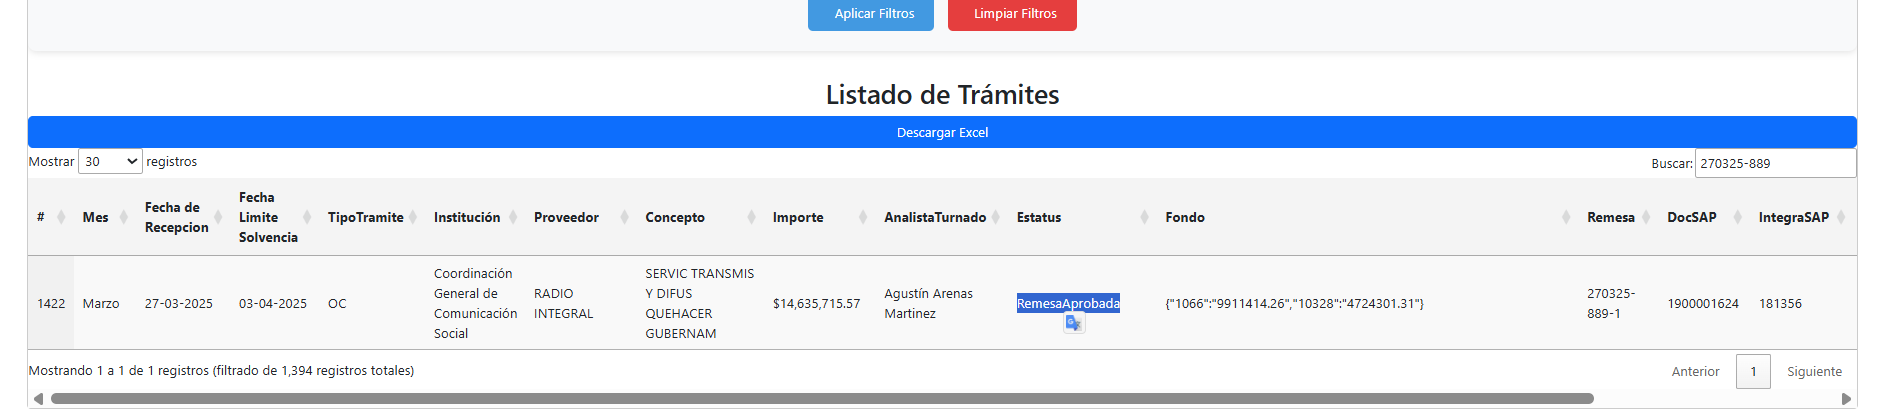 Aplicar Filtros Limpiar Filtros
Listado de Trámites
Descargar Excel
Mostrar 30 registros Buscar: 270325-889
# Mes Fecha de Recepcion Fecha Limite Solvencia TipoTramite Institución Proveedor Concepto Importe AnalistaTurnado Estatus Fondo Remesa DocSAP IntegraSAP
1422 Marzo 27-03-2025 03-04-2025 OC Coordinación General de Comunicación Social RADIO INTEGRAL SERVIC TRANSMIS Y DIFUS QUEHACER GUBERNAM $14,635,715.57 Agustín Arenas Martinez RemesaAprobada {"1066":"9911414.26","10328":"4724301.31"} 270325-889-1 1900001624 181356
Mostrando 1 a 1 de 1 registros (filtrado de 1,394 registros totales) Anterior 1 Siguiente